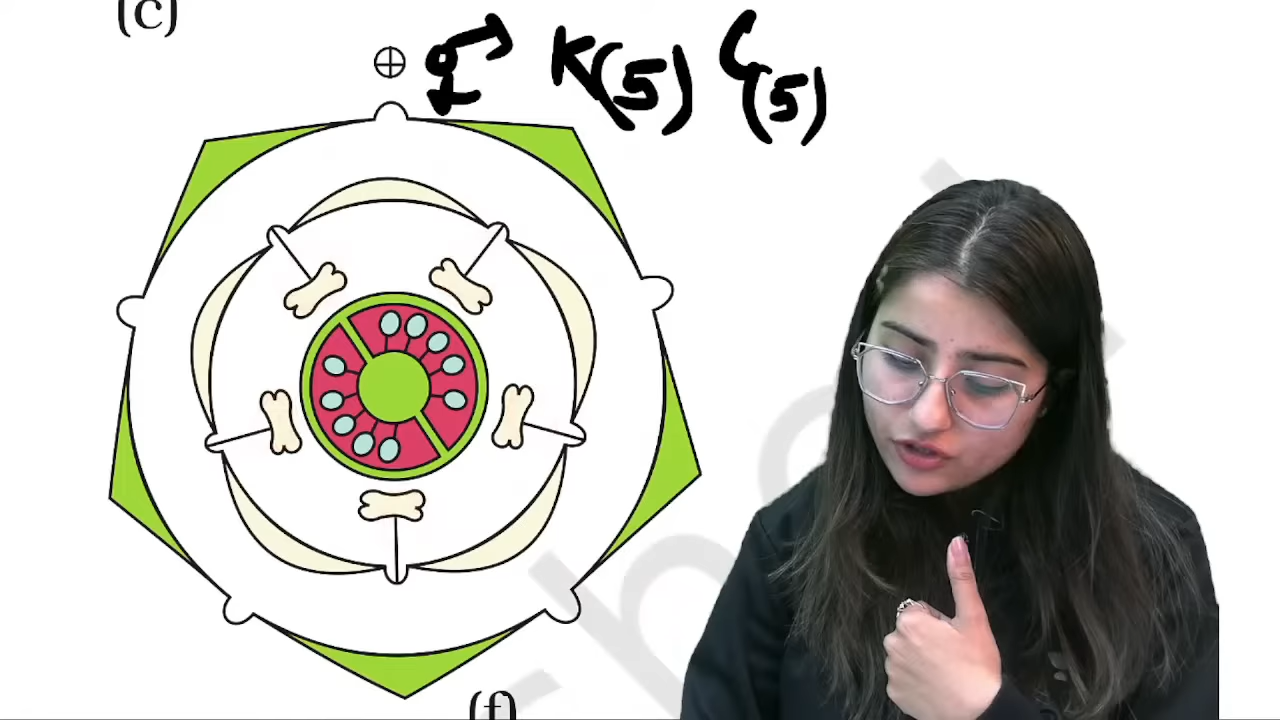 (c)
⊕ ⚥ K(5) C(5)
(f)